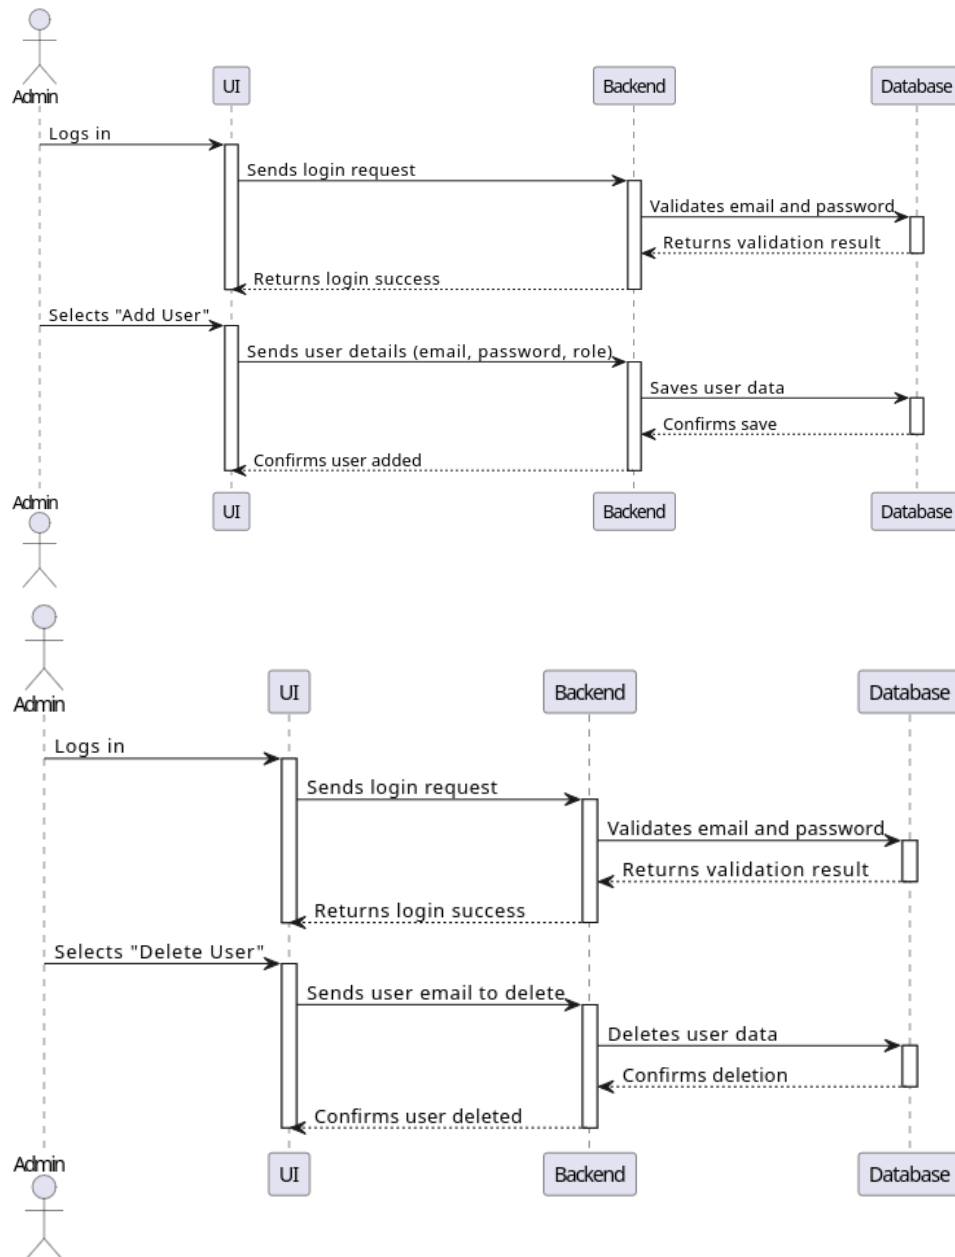 Admin
UI
Backend
Database
Logs in
Sends login request
Validates email and password
Returns validation result
Returns login success
Selects "Add User"
Sends user details (email, password, role)
Saves user data
Confirms save
Confirms user added
Admin
UI
Backend
Database
Admin
UI
Backend
Database
Logs in
Sends login request
Validates email and password
Returns validation result
Returns login success
Selects "Delete User"
Sends user email to delete
Deletes user data
Confirms deletion
Confirms user deleted
Admin
UI
Backend
Database